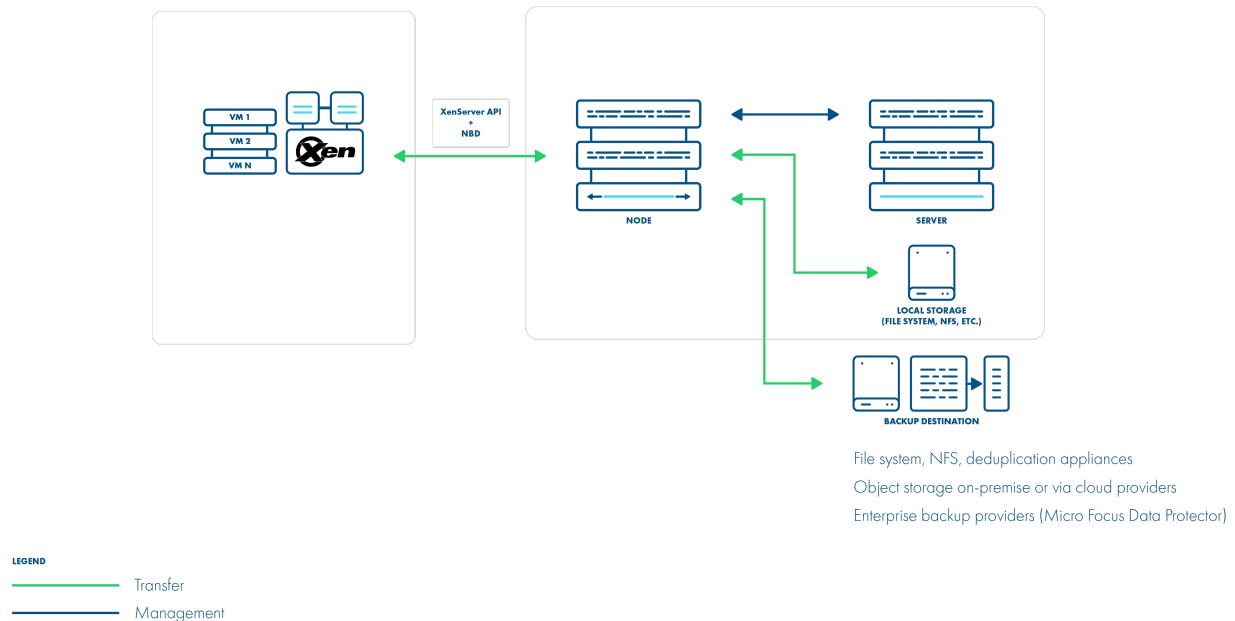 VM 1
VM 2
VM N
Xen
XenServer API
+
NBD
NODE
SERVER
LOCAL STORAGE
(FILE SYSTEM, NFS, ETC.)
BACKUP DESTINATION
File system, NFS, deduplication appliances
Object storage on-premise or via cloud providers
Enterprise backup providers (Micro Focus Data Protector)
LEGEND
Transfer
Management